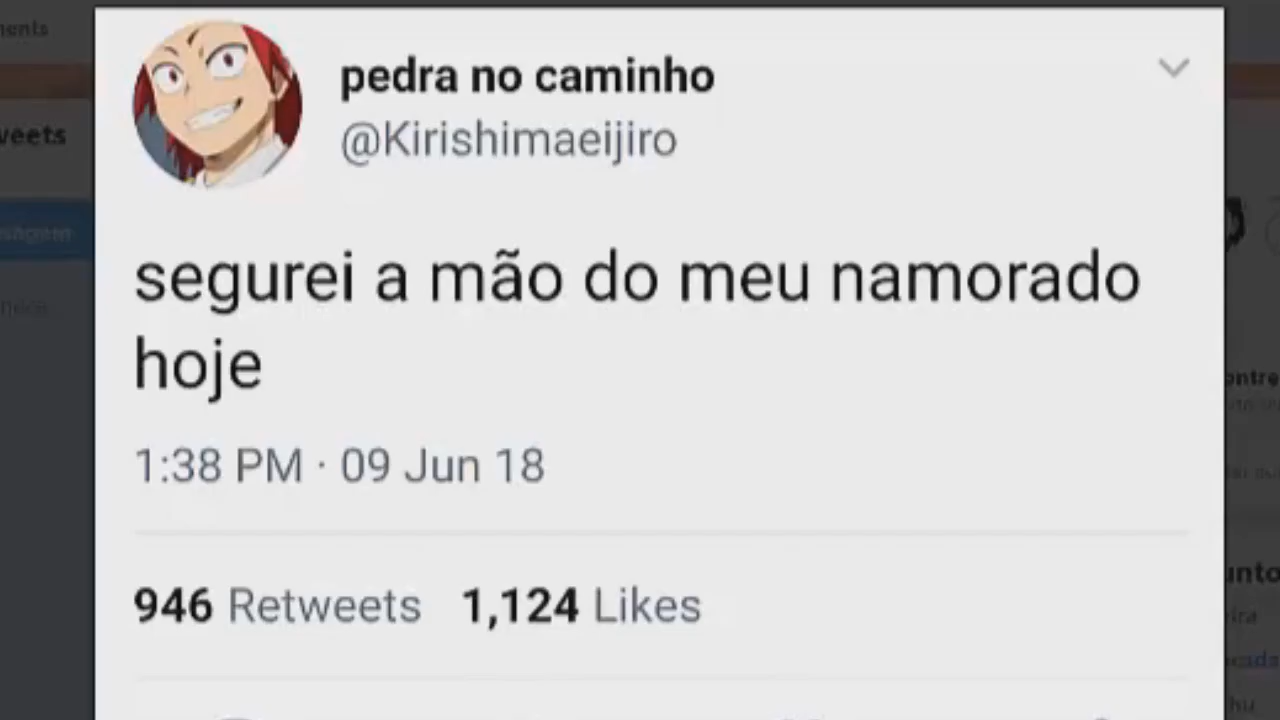 pedra no caminho
@Kirishimaeijiro
segurei a mão do meu namorado
hoje
1:38 PM · 09 Jun 18
946 Retweets 1,124 Likes